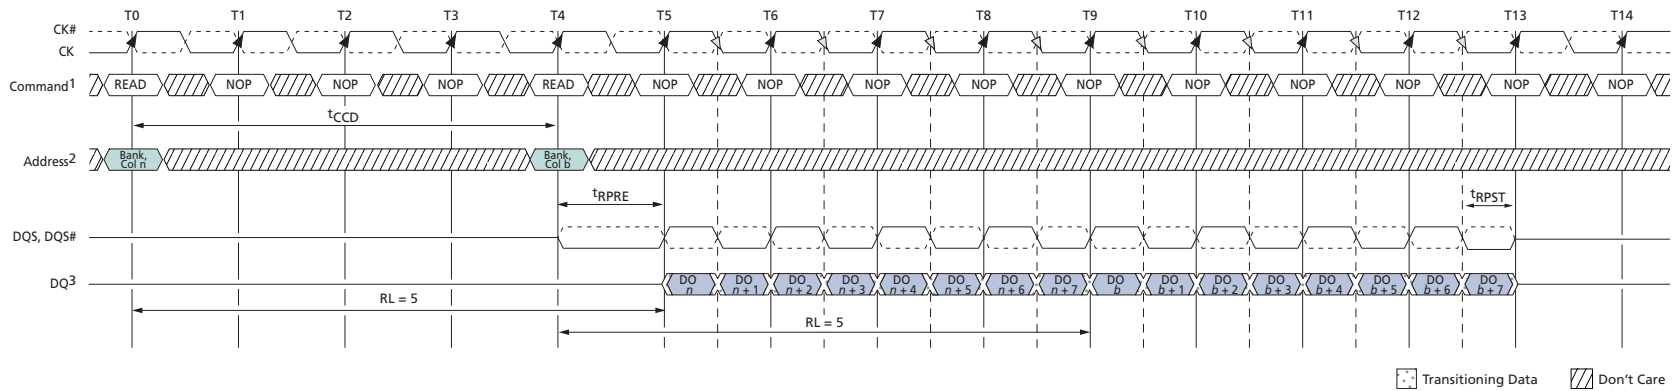 T0 T1 T2 T3 T4 T5 T6 T7 T8 T9 T10 T11 T12 T13 T14
CK#
CK
Command1 READ NOP NOP NOP READ NOP NOP NOP NOP NOP NOP NOP NOP NOP NOP
tCCD
Address2 Bank, Col n Bank, Col b
tRPRE tRPST
DQS, DQS#
DQ3 DO n DO n + 1 DO n + 2 DO n + 3 DO n + 4 DO n + 5 DO n + 6 DO n + 7 DO b DO b + 1 DO b + 2 DO b + 3 DO b + 4 DO b + 5 DO b + 6 DO b + 7
RL = 5
RL = 5
Transitioning Data Don't Care